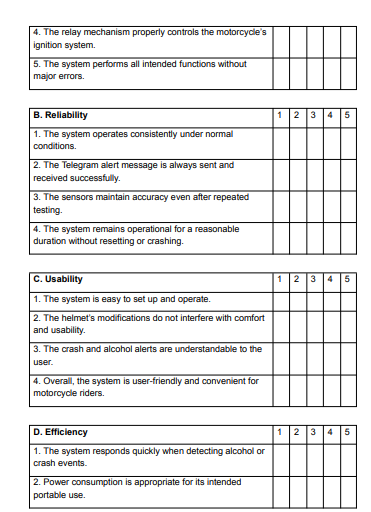 4. The relay mechanism properly controls the motorcycle's
ignition system.
5. The system performs all intended functions without
major errors.
B. Reliability 1 2 3 4 5
1. The system operates consistently under normal
conditions.
2. The Telegram alert message is always sent and
received successfully.
3. The sensors maintain accuracy even after repeated
testing.
4. The system remains operational for a reasonable
duration without resetting or crashing.
C. Usability 1 2 3 4 5
1. The system is easy to set up and operate.
2. The helmet's modifications do not interfere with comfort
and usability.
3. The crash and alcohol alerts are understandable to the
user.
4. Overall, the system is user-friendly and convenient for
motorcycle riders.
D. Efficiency 1 2 3 4 5
1. The system responds quickly when detecting alcohol or
crash events.
2. Power consumption is appropriate for its intended
portable use.